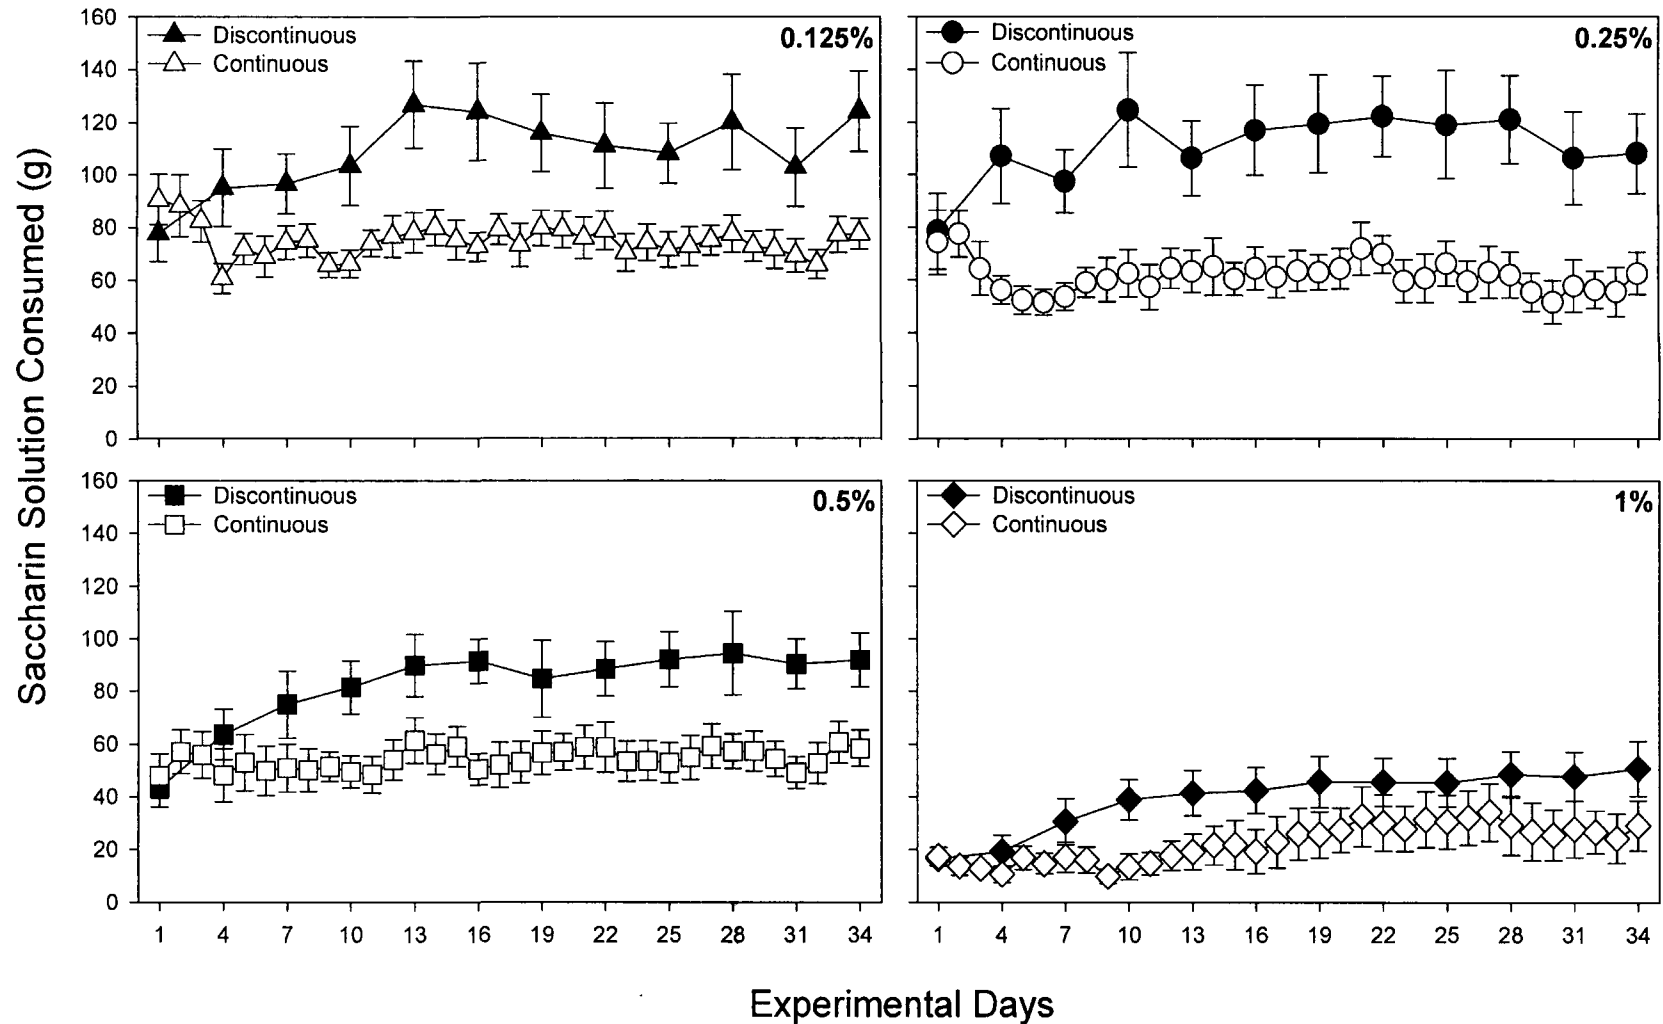 Saccharin Solution Consumed (g)
160
140
120
100
80
60
40
20
0
Discontinuous
Continuous
0.125%
Discontinuous
Continuous
0.25%
160
140
120
100
80
60
40
20
0
Discontinuous
Continuous
0.5%
1 4 7 10 13 16 19 22 25 28 31 34
Discontinuous
Continuous
1%
1 4 7 10 13 16 19 22 25 28 31 34
Experimental Days